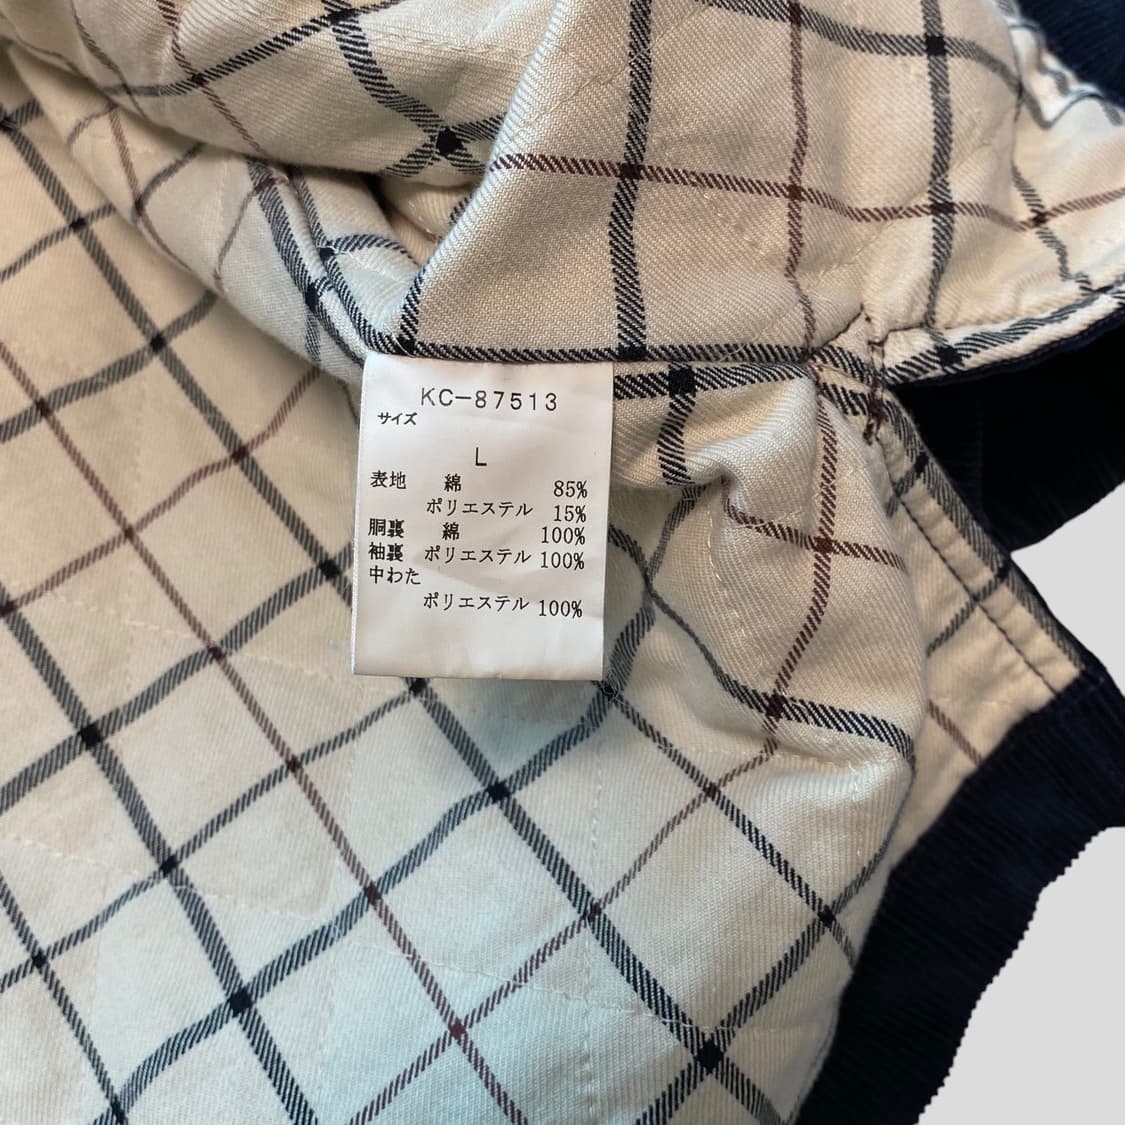 KC-87513
サイズ
L
表地 綿 85%
ポリエステル 15%
胴裏 綿 100%
袖裏 ポリエステル 100%
中わた
ポリエステル 100%